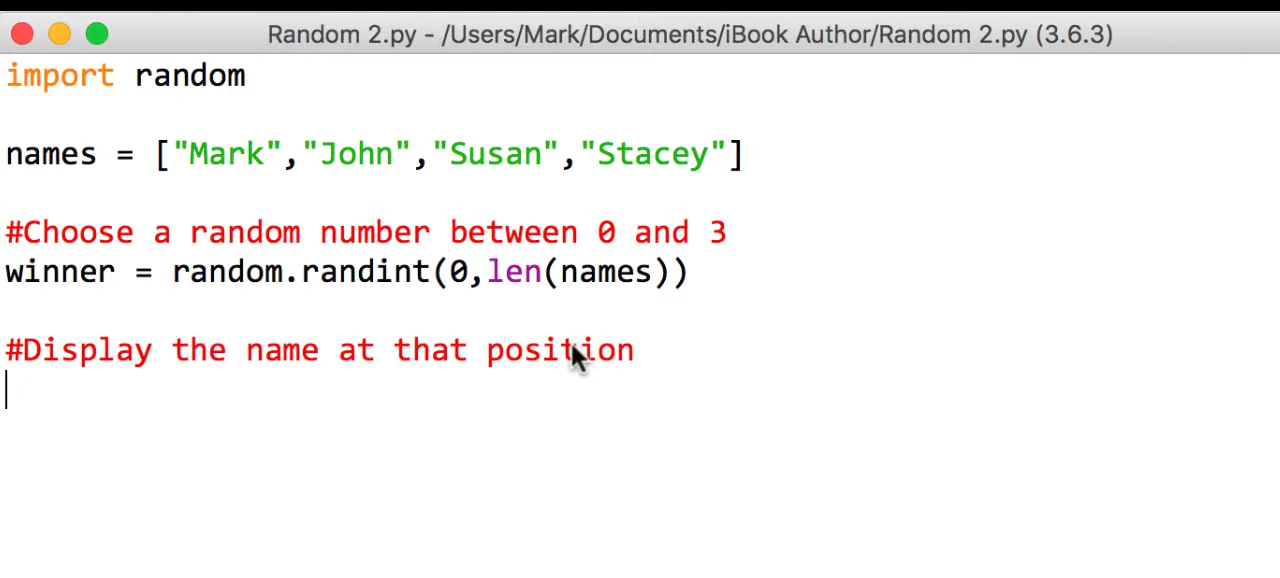 Random 2.py - /Users/Mark/Documents/iBook Author/Random 2.py (3.6.3)
import random
names = ["Mark","John","Susan","Stacey"]
#Choose a random number between 0 and 3
winner = random.randint(0,len(names))
#Display the name at that position